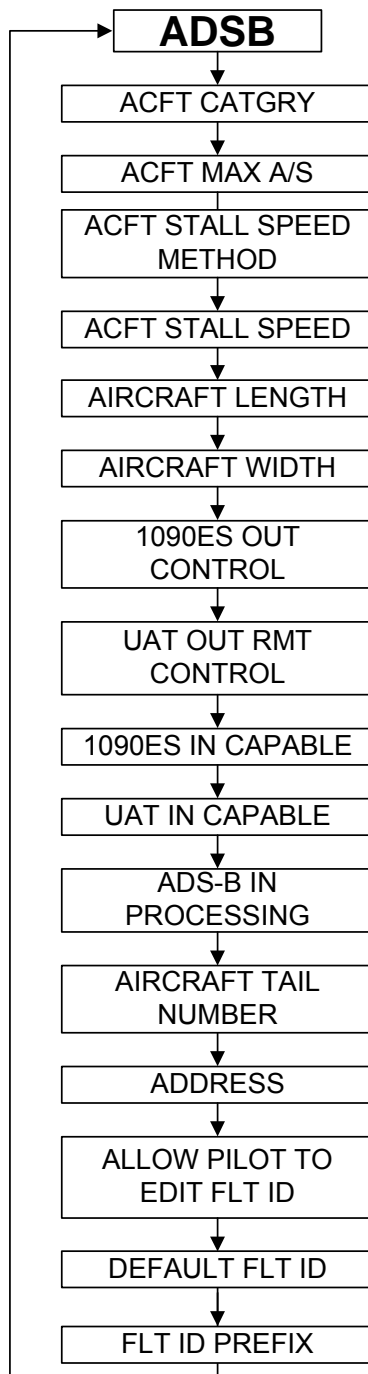 ADSB
ACFT CATGRY
ACFT MAX A/S
ACFT STALL SPEED
METHOD
ACFT STALL SPEED
AIRCRAFT LENGTH
AIRCRAFT WIDTH
1090ES OUT
CONTROL
UAT OUT RMT
CONTROL
1090ES IN CAPABLE
UAT IN CAPABLE
ADS-B IN
PROCESSING
AIRCRAFT TAIL
NUMBER
ADDRESS
ALLOW PILOT TO
EDIT FLT ID
DEFAULT FLT ID
FLT ID PREFIX